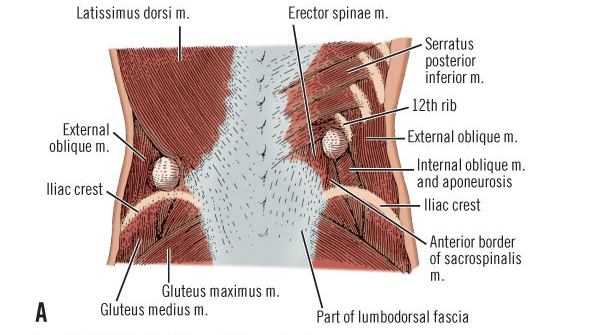 Latissimus dorsi m.
Erector spinae m.
Serratus
posterior
inferior m.
12th rib
External
oblique m.
External oblique m.
Internal oblique m.
and aponeurosis
Iliac crest
Iliac crest
Anterior border
of sacrospinalis
m.
Gluteus maximus m.
Gluteus medius m.
Part of lumbodorsal fascia
A